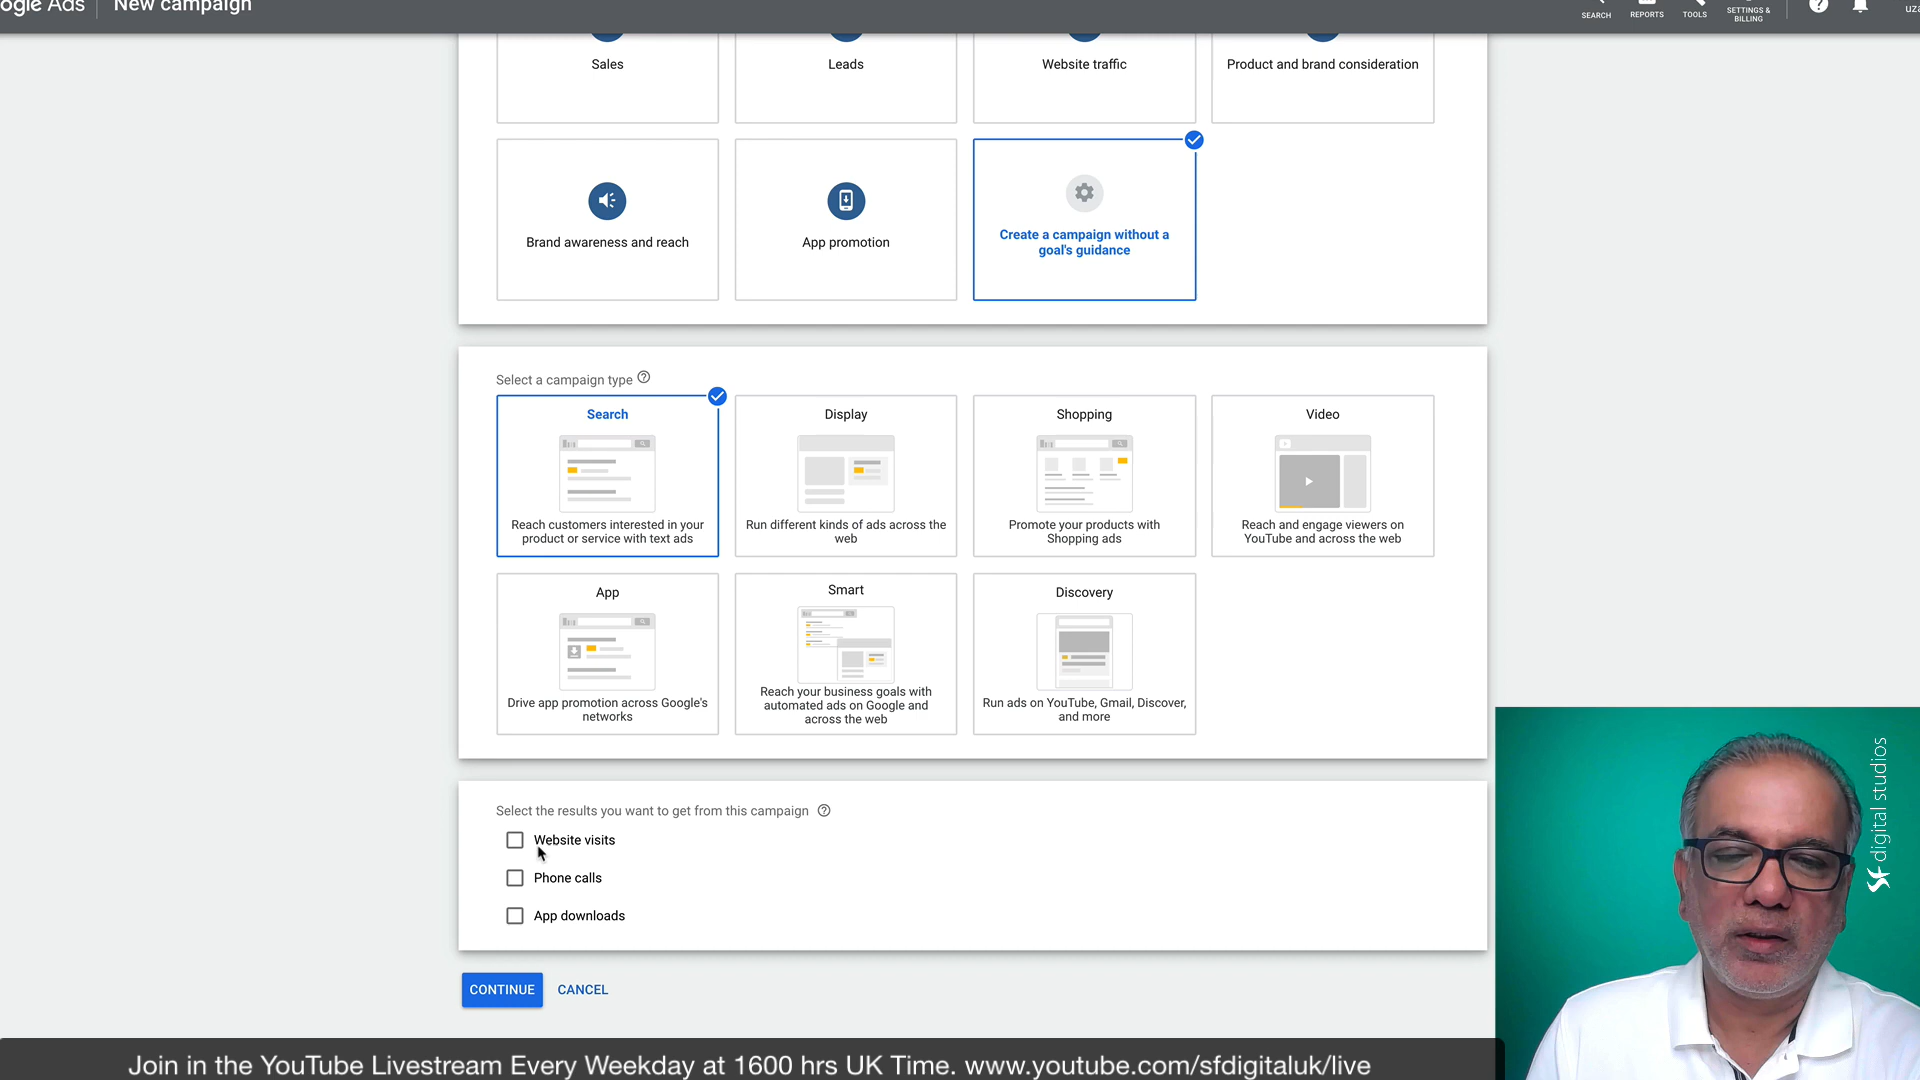 ogle Ads
New campaign
SEARCH
REPORTS
TOOLS
SETTINGS &
BILLING
Sales
Leads
Website traffic
Product and brand consideration
Brand awareness and reach
App promotion
Create a campaign without a
goal's guidance
Select a campaign type
Search
Reach customers interested in your
product or service with text ads
Display
Run different kinds of ads across the
web
Shopping
Promote your products with
Shopping ads
Video
Reach and engage viewers on
YouTube and across the web
App
Drive app promotion across Google's
networks
Smart
Reach your business goals with
automated ads on Google and
across the web
Discovery
Run ads on YouTube, Gmail, Discover,
and more
Select the results you want to get from this campaign
Website visits
Phone calls
App downloads
CONTINUE
CANCEL
digital studios
Join in the YouTube Livestream Every Weekday at 1600 hrs UK Time. www.youtube.com/sfdigitaluk/live